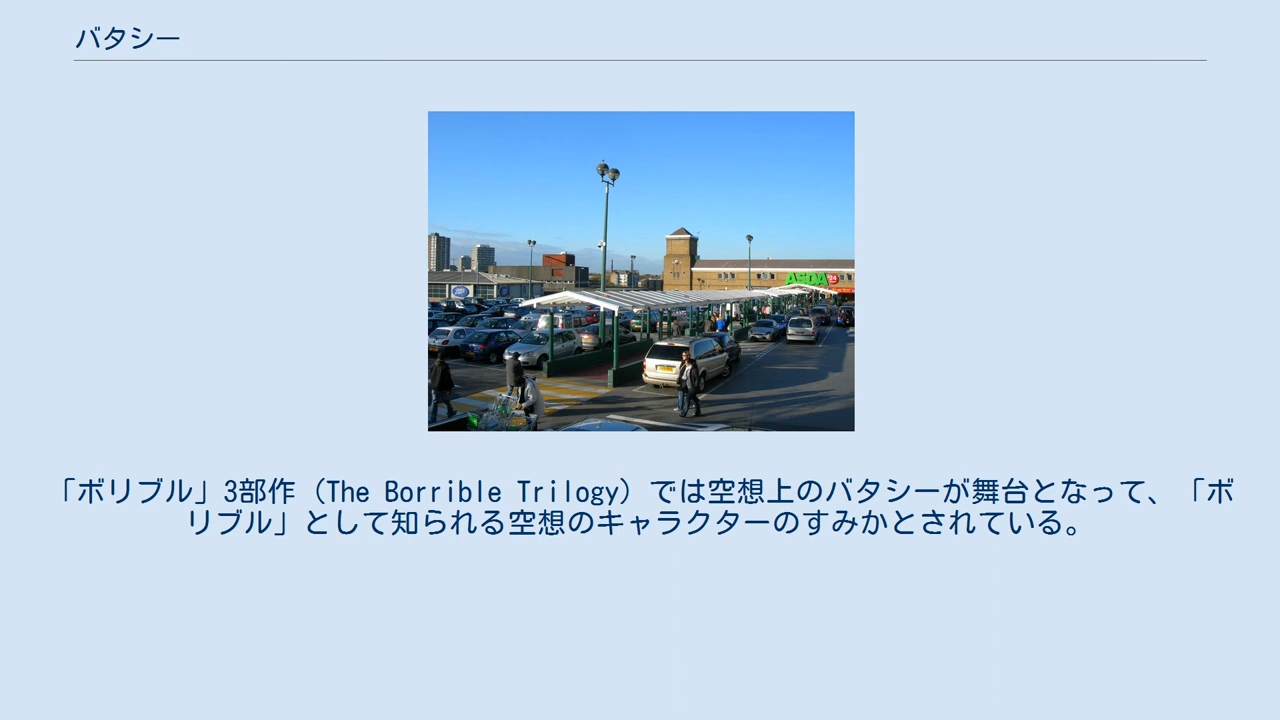 バタシー
ASDA
24
「ボリブル」3部作（The Borrible Trilogy）では空想上のバタシーが舞台となって、「ボ
リブル」として知られる空想のキャラクターのすみかとされている。